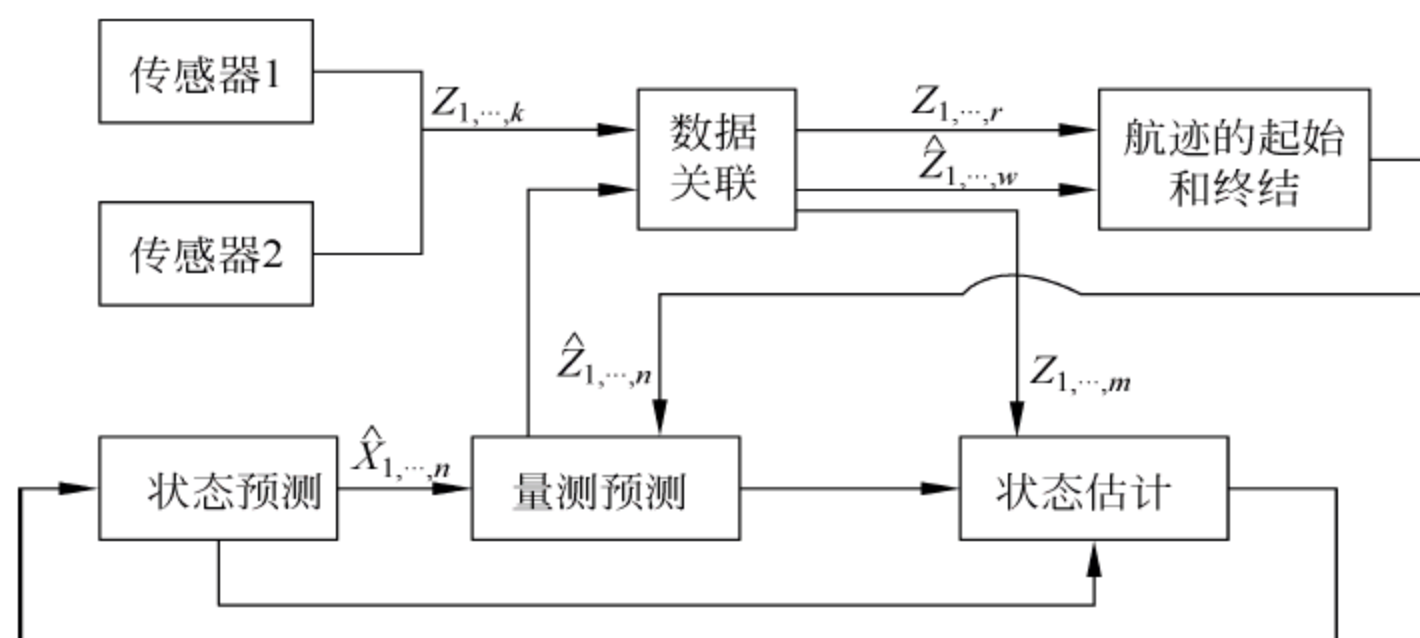 传感器1
Z1,…,k
数据
关联
Z1,…,r
Ẑ1,…,w
航迹的起始
和终结
传感器2
Ẑ1,…,n
Z1,…,m
状态预测
X̂1,…,n
量测预测
状态估计